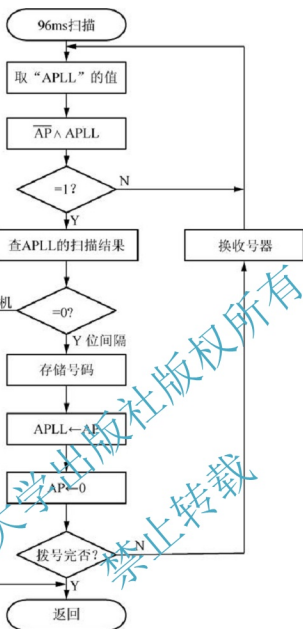 96ms扫描
取“APLL”的值
A̅P̅∧APLL
=1?
N
Y
查APLL的扫描结果
换收号器
机
=0?
Y 位间隔
存储号码
APLL←AP
AP←0
拨号完否?
N
Y
返回
大学出版社版权所有
禁止转载